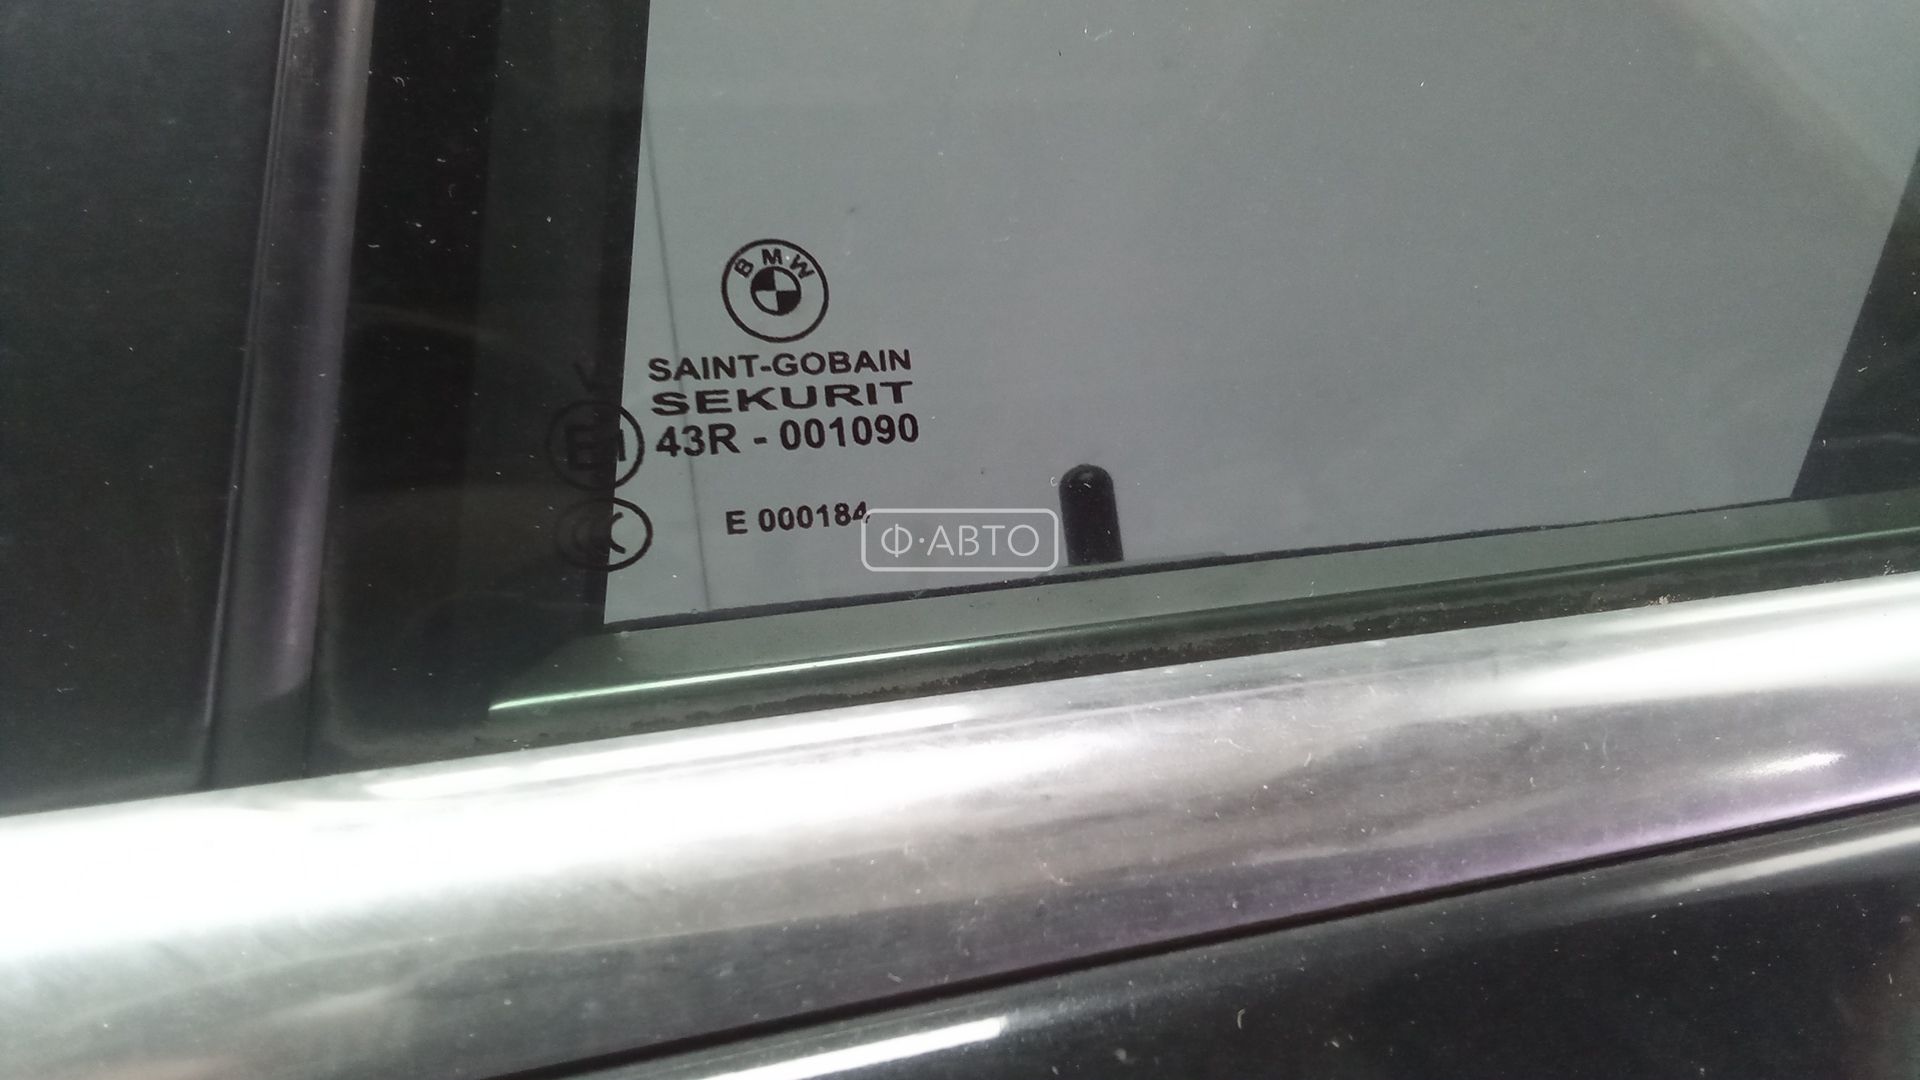 BMW
SAINT-GOBAIN
SEKURIT
43R - 001090
E 000184
Ф·АВТО